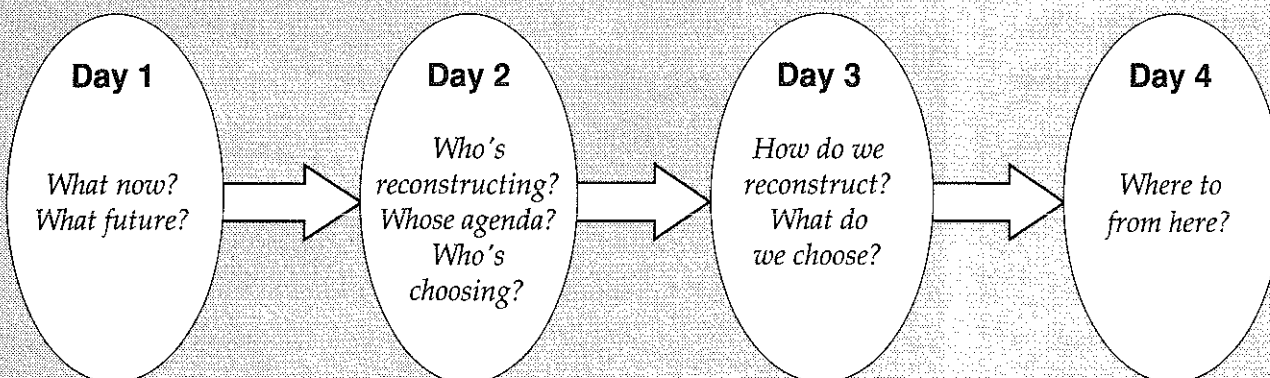 Day 1
What now?
What future?
Day 2
Who's
reconstructing?
Whose agenda?
Who's
choosing?
Day 3
How do we
reconstruct?
What do
we choose?
Day 4
Where to
from here?